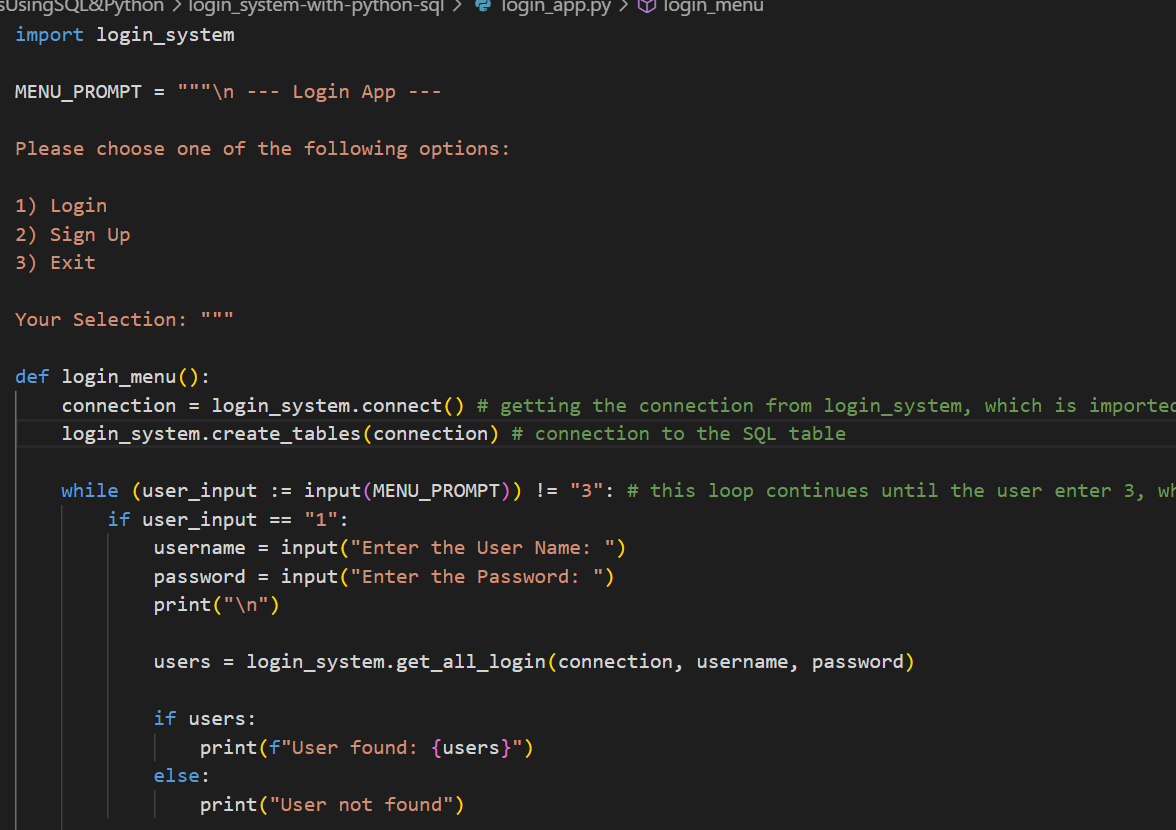 sUsingSQL&Python > login_system-with-python-sql > login_app.py > login_menu
import login_system
MENU_PROMPT = """\n --- Login App ---
Please choose one of the following options:
1) Login
2) Sign Up
3) Exit
Your Selection: """
def login_menu():
    connection = login_system.connect() # getting the connection from login_system, which is imported
    login_system.create_tables(connection) # connection to the SQL table
    while (user_input := input(MENU_PROMPT)) != "3": # this loop continues until the user enter 3,
        if user_input == "1":
            username = input("Enter the User Name: ")
            password = input("Enter the Password: ")
            print("\n")
            users = login_system.get_all_login(connection, username, password)
            if users:
                print(f"User found: {users}")
            else:
                print("User not found")